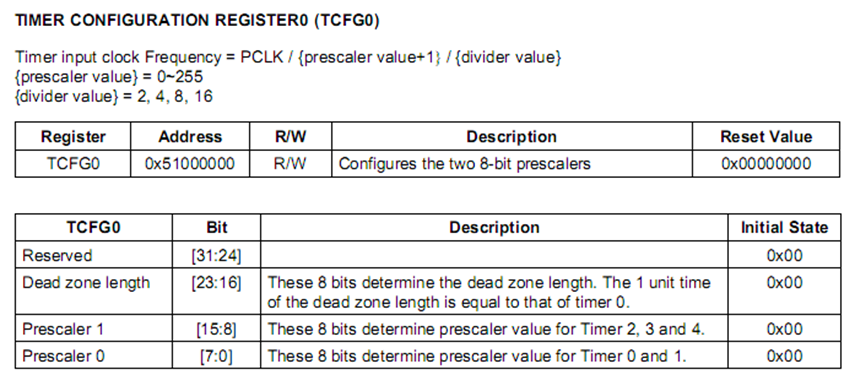 TIMER CONFIGURATION REGISTER0 (TCFG0)
Timer input clock Frequency = PCLK / {prescaler value+1} / {divider value}
{prescaler value} = 0~255
{divider value} = 2, 4, 8, 16
Register Address R/W Description Reset Value
TCFG0 0x51000000 R/W Configures the two 8-bit prescalers 0x00000000
TCFG0 Bit Description Initial State
Reserved [31:24] 0x00
Dead zone length [23:16] These 8 bits determine the dead zone length. The 1 unit time 0x00
of the dead zone length is equal to that of timer 0.
Prescaler 1 [15:8] These 8 bits determine prescaler value for Timer 2, 3 and 4. 0x00
Prescaler 0 [7:0] These 8 bits determine prescaler value for Timer 0 and 1. 0x00